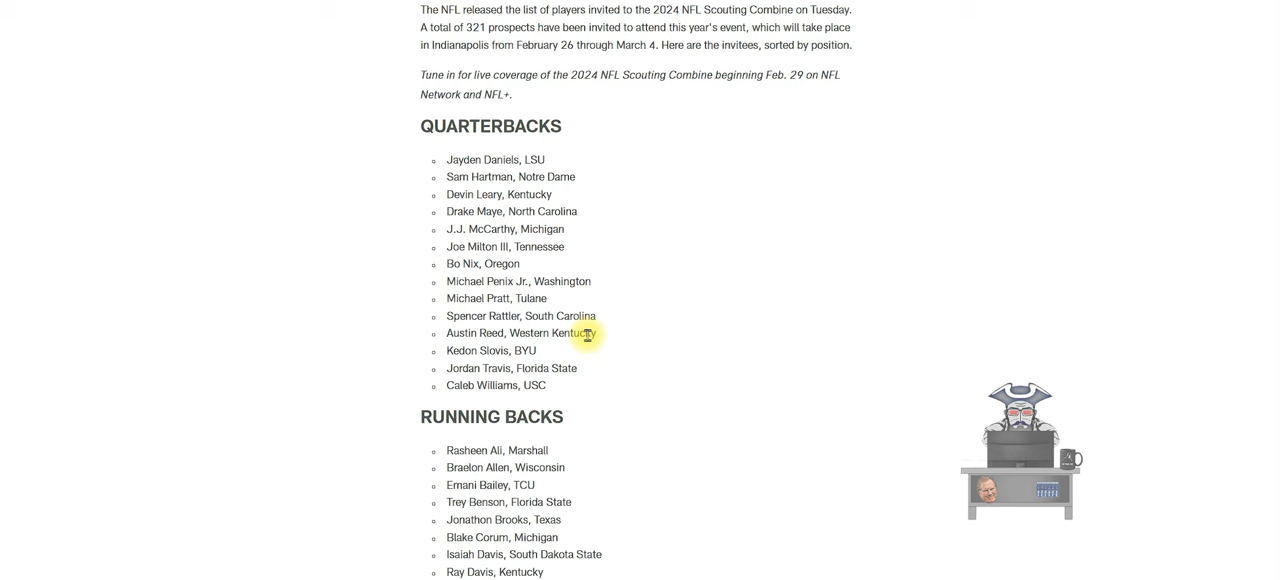 The NFL released the list of players invited to the 2024 NFL Scouting Combine on Tuesday.
A total of 321 prospects have been invited to attend this year's event, which will take place
in Indianapolis from February 26 through March 4. Here are the invitees, sorted by position.
Tune in for live coverage of the 2024 NFL Scouting Combine beginning Feb. 29 on NFL
Network and NFL+.
QUARTERBACKS
Jayden Daniels, LSU
Sam Hartman, Notre Dame
Devin Leary, Kentucky
Drake Maye, North Carolina
J.J. McCarthy, Michigan
Joe Milton III, Tennessee
Bo Nix, Oregon
Michael Penix Jr., Washington
Michael Pratt, Tulane
Spencer Rattler, South Carolina
Austin Reed, Western Kentucky
Kedon Slovis, BYU
Jordan Travis, Florida State
Caleb Williams, USC
RUNNING BACKS
Rasheen Ali, Marshall
Braelon Allen, Wisconsin
Emani Bailey, TCU
Trey Benson, Florida State
Jonathon Brooks, Texas
Blake Corum, Michigan
Isaiah Davis, South Dakota State
Ray Davis, Kentucky